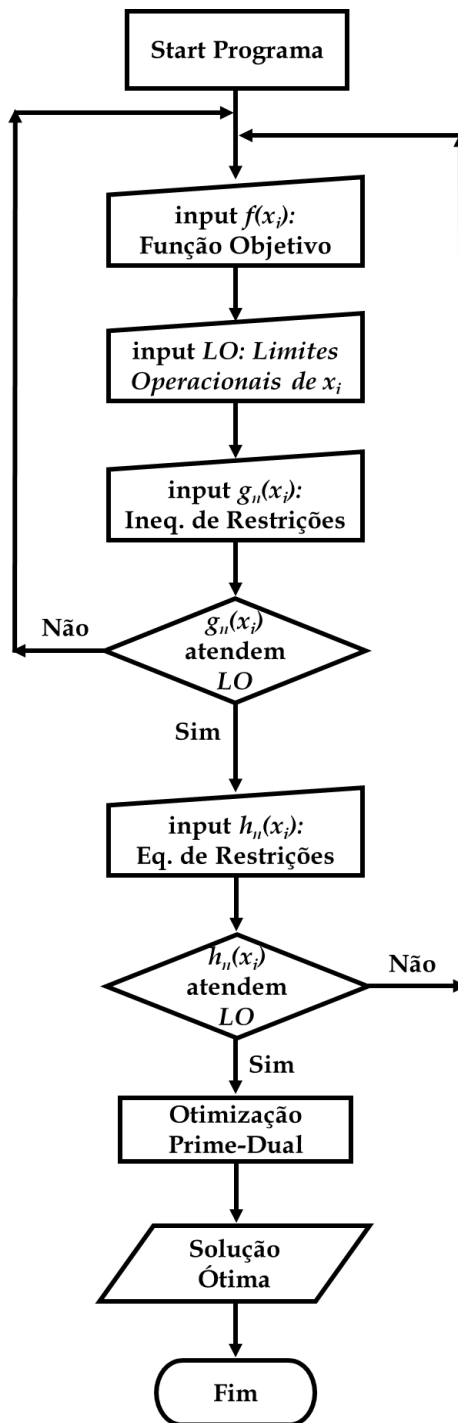 Start Programa
input f(xᵢ):
Função Objetivo
input LO: Limites
Operacionais de xᵢ
input gₙ(xᵢ):
Ineq. de Restrições
gₙ(xᵢ)
atendem
LO
Não
Sim
input hₙ(xᵢ):
Eq. de Restrições
hₙ(xᵢ)
atendem
LO
Não
Sim
Otimização
Prime-Dual
Solução
Ótima
Fim